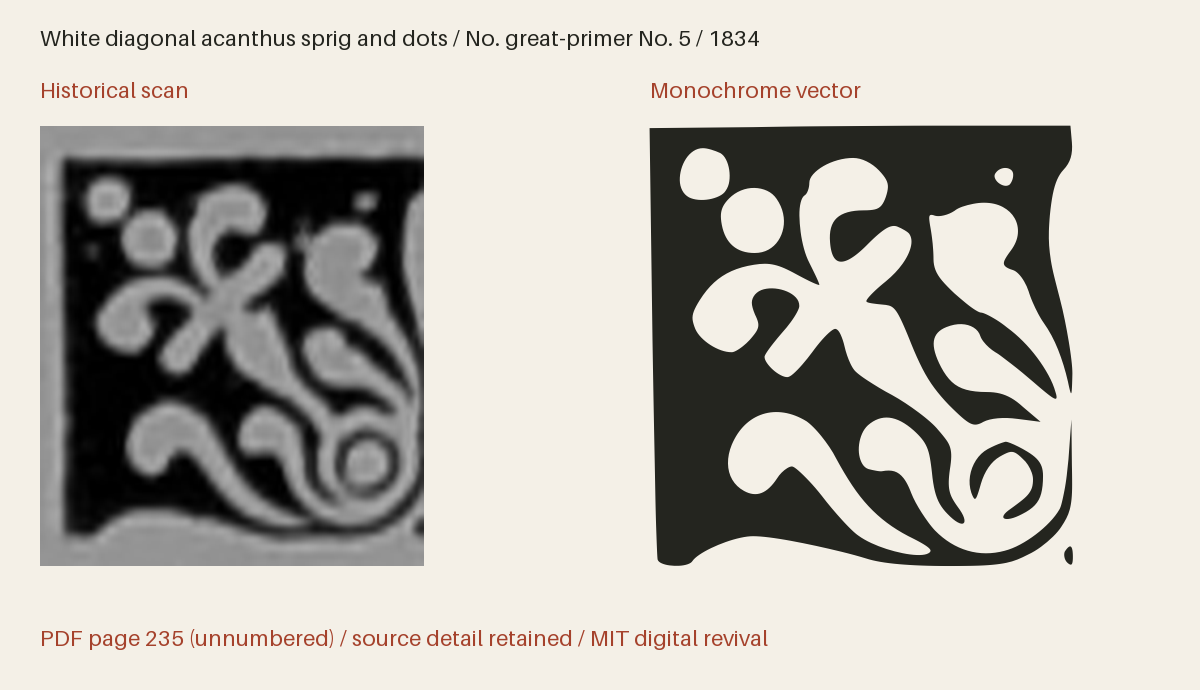 White diagonal acanthus sprig and dots / No. great-primer No. 5 / 1834
Historical scan
Monochrome vector
PDF page 235 (unnumbered) / source detail retained / MIT digital revival